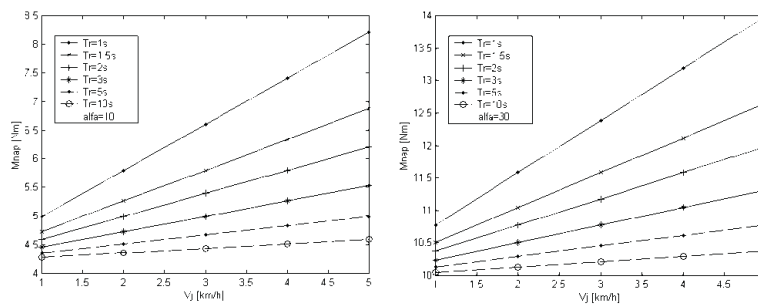 8.5
8
7.5
7
6.5
6
5.5
5
4.5
4
Mnap [Nm]
Tr=1s
Tr=1.5s
Tr=2s
Tr=3s
Tr=5s
Tr=10s
alfa=10
1
1.5
2
2.5
3
3.5
4
4.5
5
Vj [km/h]
14
13.5
13
12.5
12
11.5
11
10.5
10
Mnap [Nm]
Tr=1s
Tr=1.5s
Tr=2s
Tr=3s
Tr=5s
Tr=10s
alfa=30
1
1.5
2
2.5
3
3.5
4
4.5
5
Vj [km/h]